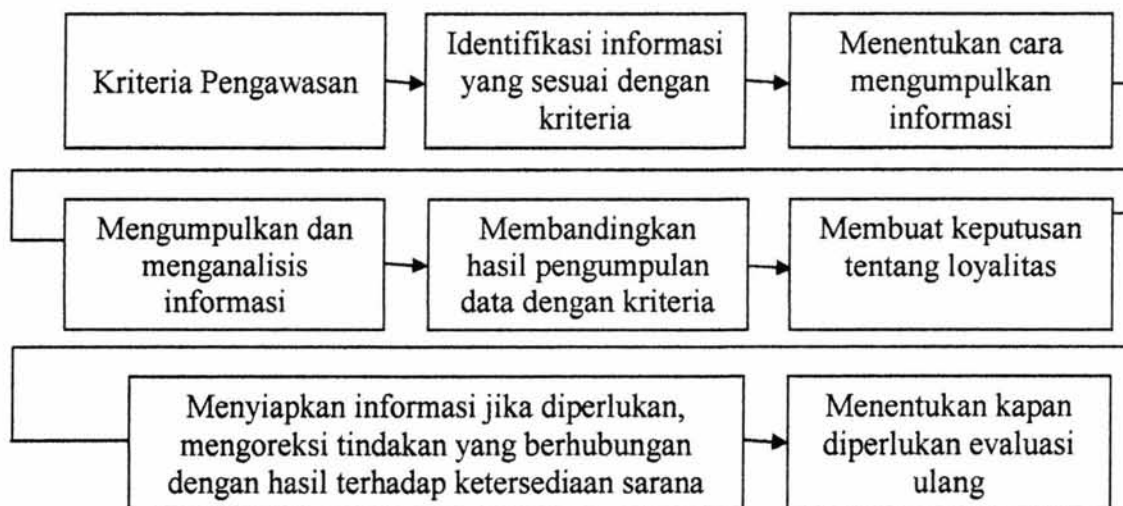 Kriteria Pengawasan
Identifikasi informasi
yang sesuai dengan
kriteria
Menentukan cara
mengumpulkan
informasi
Mengumpulkan dan
menganalisis
informasi
Membandingkan
hasil pengumpulan
data dengan kriteria
Membuat keputusan
tentang loyalitas
Menyiapkan informasi jika diperlukan,
mengoreksi tindakan yang berhubungan
dengan hasil terhadap ketersediaan sarana
Menentukan kapan
diperlukan evaluasi
ulang